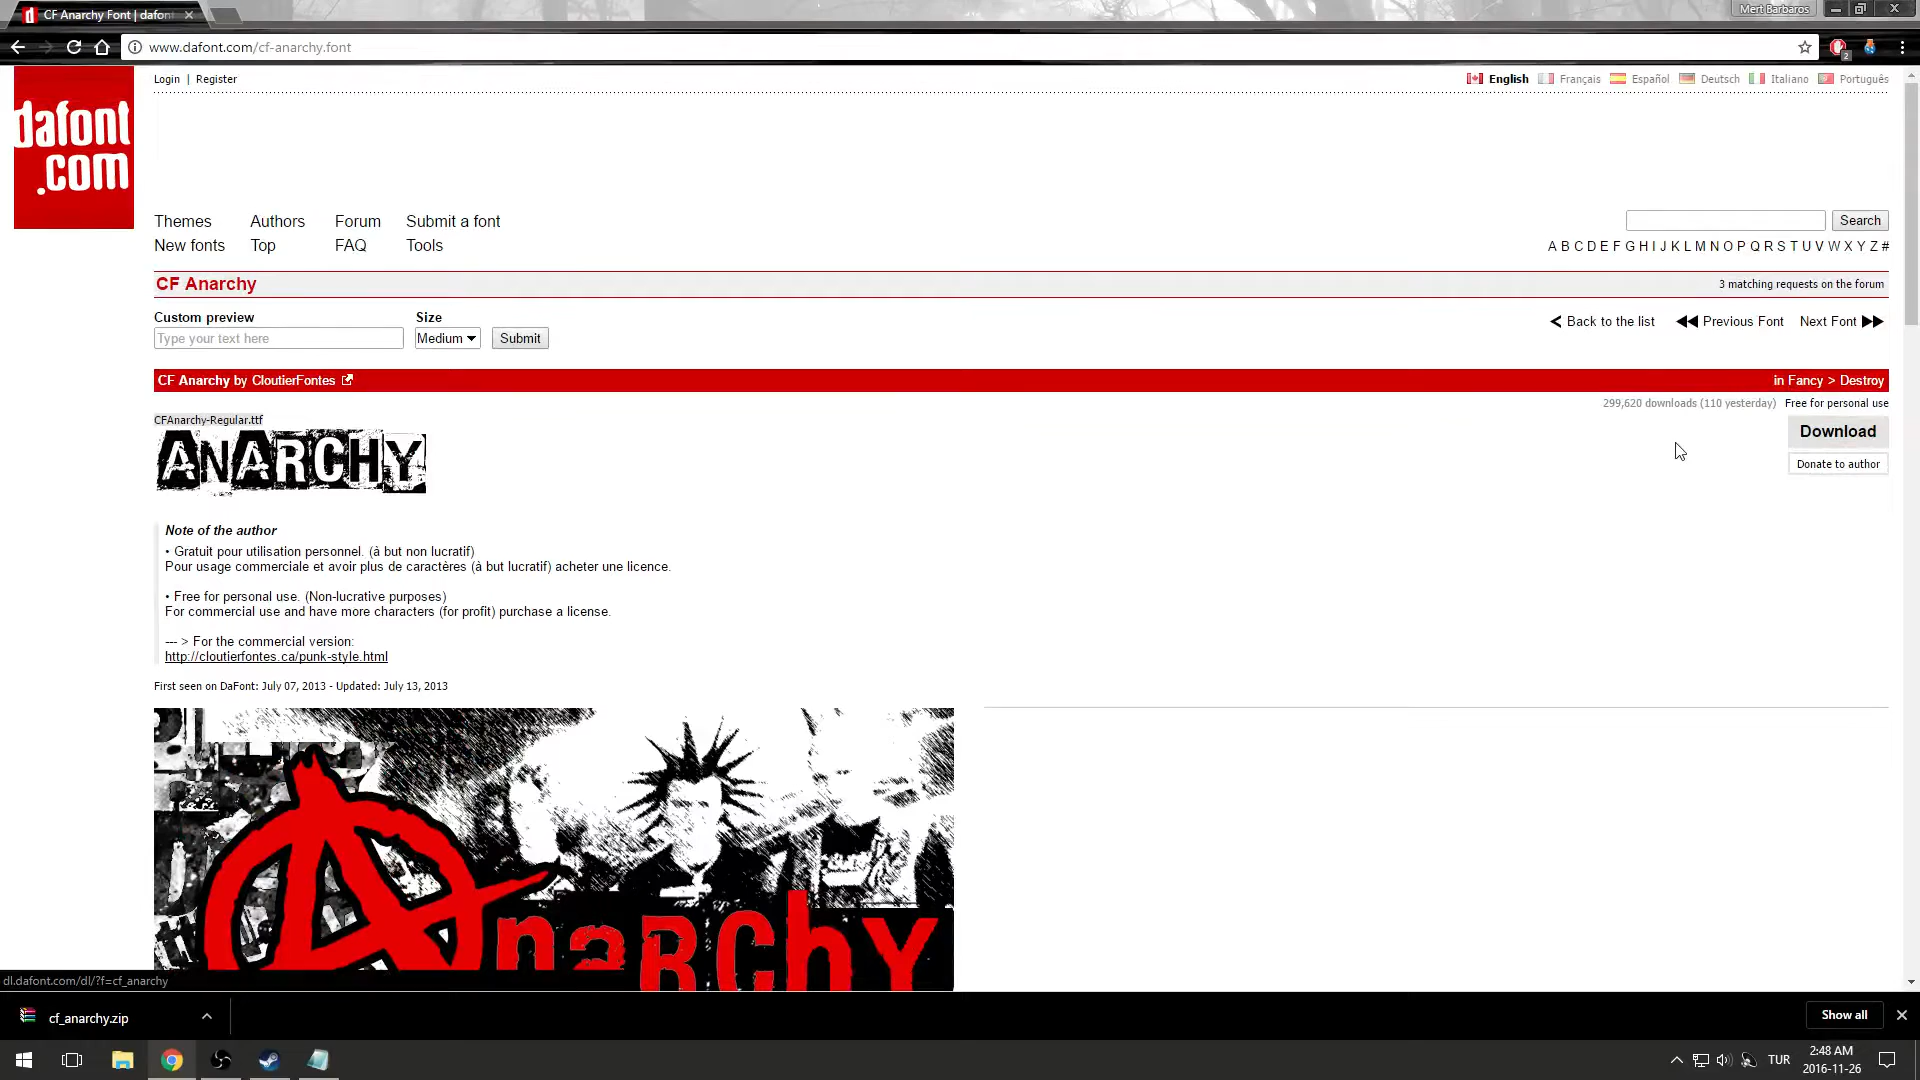 CF Anarchy Font | dafont
Mert Barbaros
www.dafont.com/cf-anarchy.font
2
dafont
.com
Login | Register
English Français Español Deutsch Italiano Português
Themes Authors Forum Submit a font
New fonts Top FAQ Tools
Search
A B C D E F G H I J K L M N O P Q R S T U V W X Y Z #
CF Anarchy
3 matching requests on the forum
Custom preview Size
Type your text here Medium Submit
Back to the list Previous Font Next Font
CF Anarchy by CloutierFontes
in Fancy > Destroy
299,620 downloads (110 yesterday) Free for personal use
CFAnarchy-Regular.ttf
Download
ANARCHY
Donate to author
Note of the author
• Gratuit pour utilisation personnel. (à but non lucratif)
Pour usage commerciale et avoir plus de caractères (à but lucratif) acheter une licence.
• Free for personal use. (Non-lucrative purposes)
For commercial use and have more characters (for profit) purchase a license.
--- > For the commercial version:
http://cloutierfontes.ca/punk-style.html
First seen on DaFont: July 07, 2013 - Updated: July 13, 2013
AnaRChY
dl.dafont.com/dl/?f=cf_anarchy
cf_anarchy.zip
Show all
TUR
2:48 AM
2016-11-26